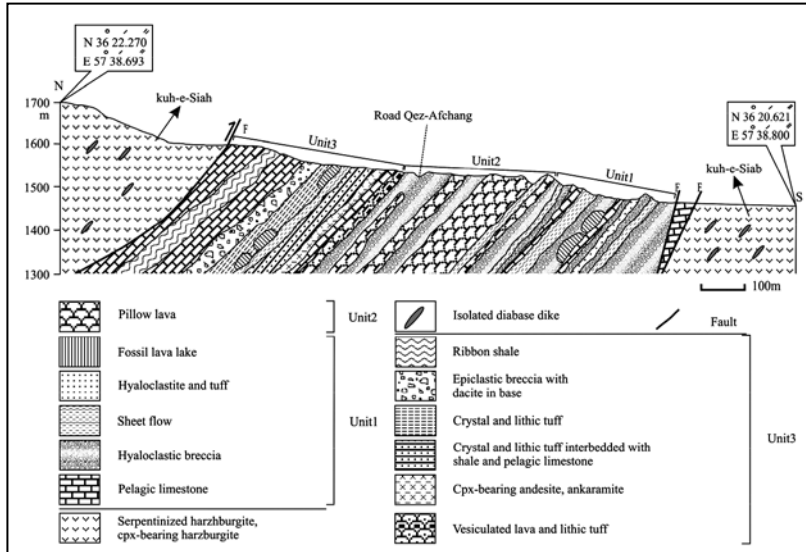 N 36 22.270
E 57 38.693
N
kuh-e-Siah
1700
m
1600
1500
1400
1300
F
Unit3
Road Qez-Afchang
Unit2
Unit1
N 36 20.621
E 57 38.800
kuh-e-Siab
F
F
S
100m
Pillow lava
Unit2
Fossil lava lake
Hyaloclastite and tuff
Sheet flow
Unit1
Hyaloclastic breccia
Pelagic limestone
Serpentinized harzhburgite,
cpx-bearing harzburgite
Isolated diabase dike
Fault
Ribbon shale
Epiclastic breccia with
dacite in base
Crystal and lithic tuff
Unit3
Crystal and lithic tuff interbedded with
shale and pelagic limestone
Cpx-bearing andesite, ankaramite
Vesiculated lava and lithic tuff